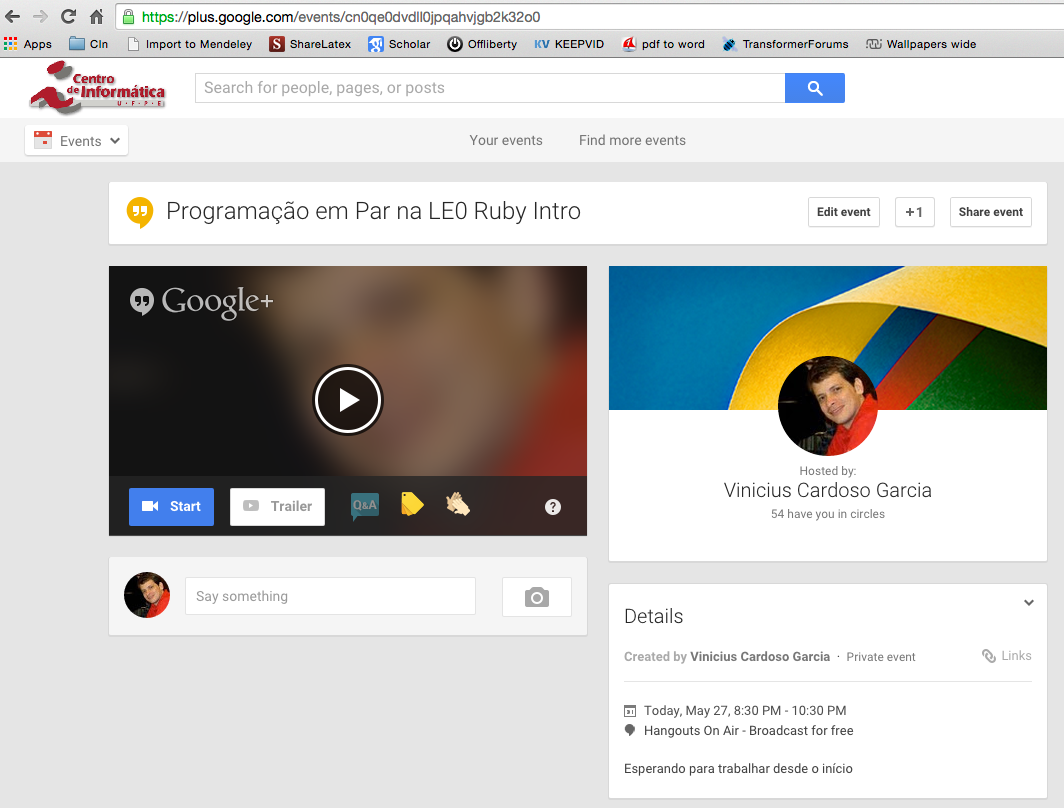 https://plus.google.com/events/cn0qe0dvdll0jpqahvjgb2k32o0
Apps CIn Import to Mendeley ShareLatex Scholar Offliberty KV KEEPVID pdf to word TransformerForums Wallpapers wide
Centro
de Informática
U·F·P·E
Search for people, pages, or posts
Events Your events Find more events
Programação em Par na LE0 Ruby Intro
Edit event +1 Share event
Google+
Start Trailer Q&A ?
Hosted by:
Vinicius Cardoso Garcia
54 have you in circles
Say something
Details
Created by Vinicius Cardoso Garcia · Private event Links
Today, May 27, 8:30 PM - 10:30 PM
Hangouts On Air - Broadcast for free
Esperando para trabalhar desde o início